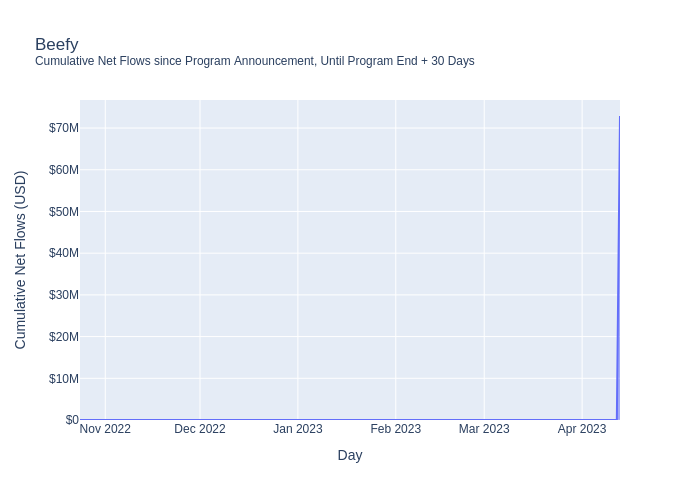 Beefy
Cumulative Net Flows since Program Announcement, Until Program End + 30 Days
$70M
$60M
$50M
$40M
$30M
$20M
$10M
$0
Cumulative Net Flows (USD)
Nov 2022
Dec 2022
Jan 2023
Feb 2023
Mar 2023
Apr 2023
Day